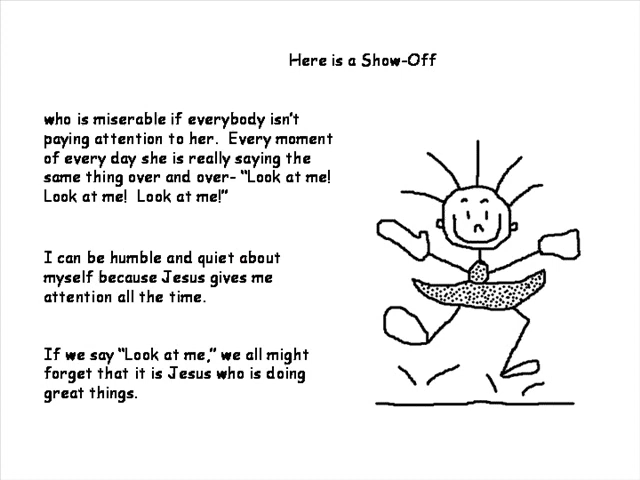 Here is a Show-Off
who is miserable if everybody isn't
paying attention to her. Every moment
of every day she is really saying the
same thing over and over- "Look at me!
Look at me! Look at me!"
I can be humble and quiet about
myself because Jesus gives me
attention all the time.
If we say "Look at me," we all might
forget that it is Jesus who is doing
great things.